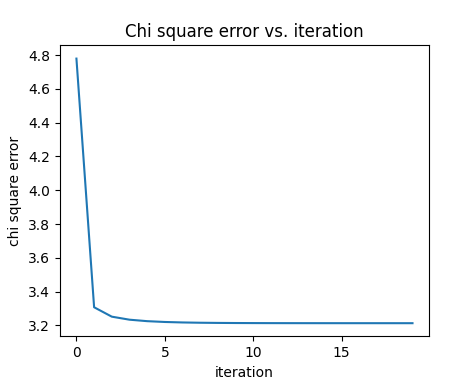 Chi square error vs. iteration
4.8
4.6
4.4
4.2
4.0
3.8
3.6
3.4
3.2
chi square error
0 5 10 15
iteration